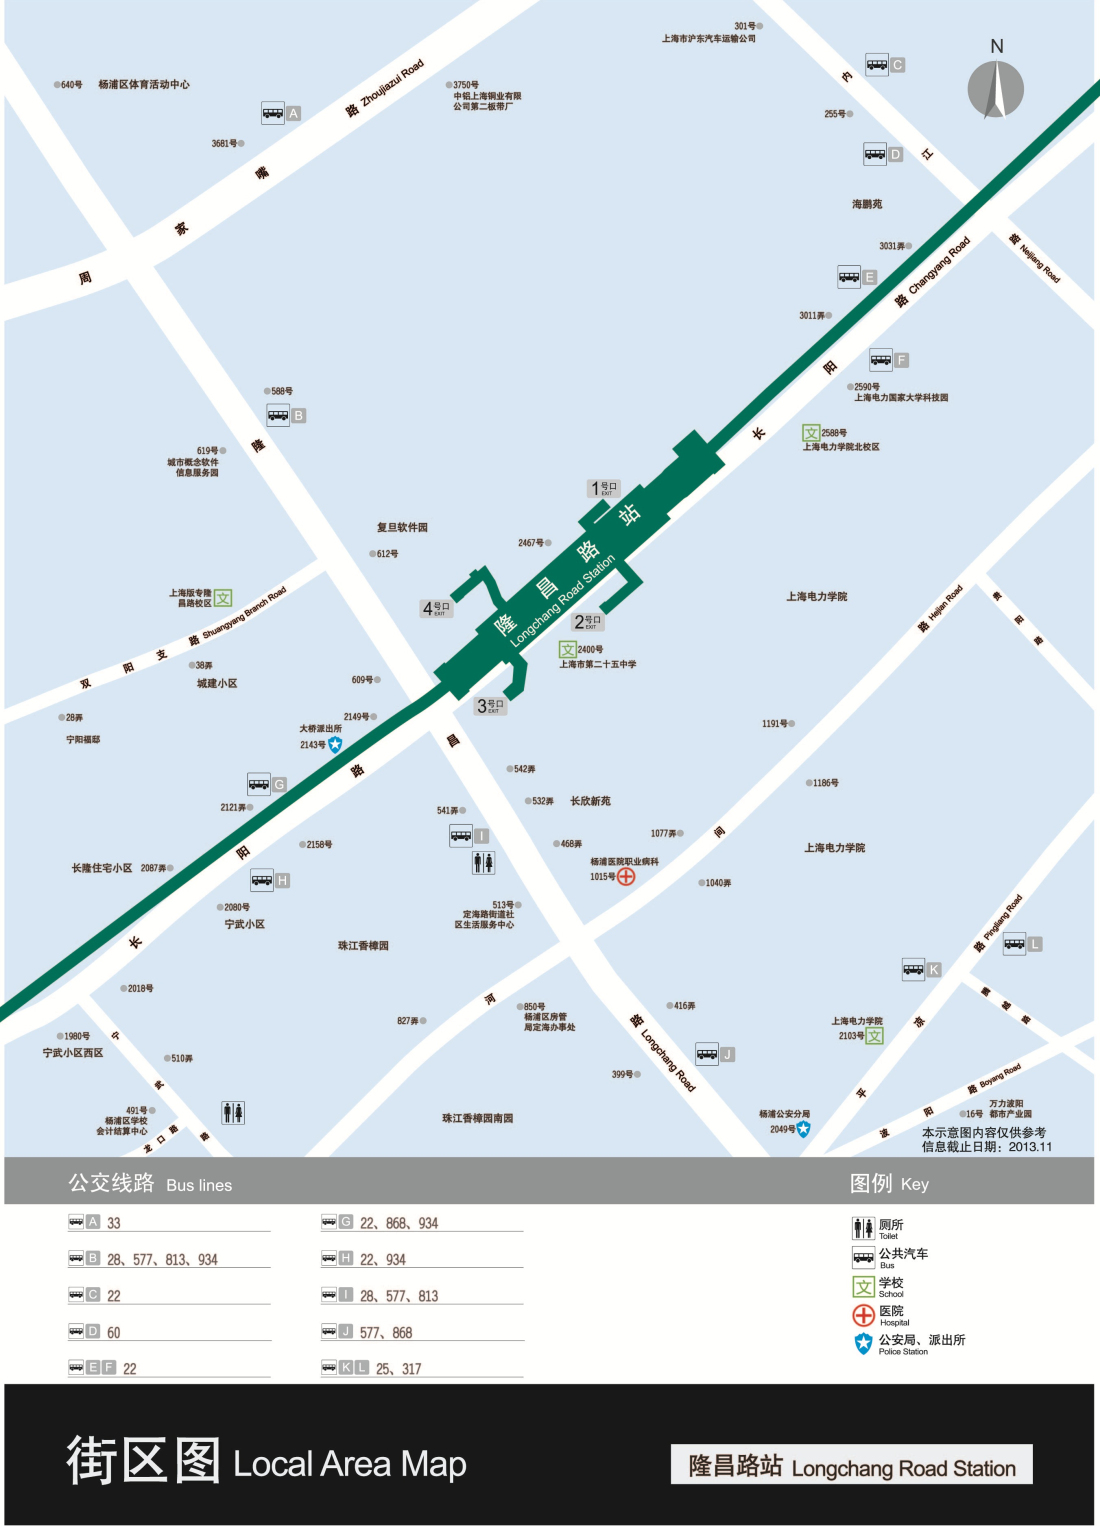 301号
上海市沪东汽车运输公司
N
内
C
640号
杨浦区体育活动中心
路 Zhoujiazui Road
3750号
中铝上海铜业有限
公司第二板带厂
A
255号
3681号
江
D
嘴
海鹏苑
家
3031弄
路 Neijiang Road
周
E
路 Changyang Road
3011弄
F
阳
588号
2590号
上海电力国家大学科技园
B
隆
长
2588号
上海电力学院北校区
619号
城市概念软件
信息服务园
1号口
EXIT
站
复旦软件园
2467号
路
612号
昌
上海版专隆
昌路校区
文
Shuangyang Branch Road
隆
Longchang Road Station
4号口
EXIT
2号口
EXIT
上海电力学院
路 Hejian Road
贵
阳
路
路
支
阳
双
文
2400号
上海市第二十五中学
38弄
城建小区
609号
3号口
EXIT
28弄
宁阳福邸
2149号
大桥派出所
2143号
昌
1191号
路
542弄
G
1186号
2121弄
541弄
532弄
长欣新苑
I
1077弄
间
2158号
468弄
阳
上海电力学院
杨浦医院职业病科
1015号
长隆住宅小区
2087弄
H
1040弄
2080号
宁武小区
513号
定海路街道社
区生活服务中心
珠江香樟园
长
路 Pingliang Road
L
K
2018号
河
850号
杨浦区房管
局定海办事处
416弄
827弄
路 Longchang Road
京
上海电力学院
2103号
文
1980号
宁武小区西区
宁
510弄
J
399号
武
平
路 Boyang Road
491号
杨浦区学校
会计结算中心
龙口路
路
珠江香樟园南园
杨浦公安分局
2049号
波
阳
16号
万力波阳
都市产业园
本示意图内容仅供参考
信息截止日期：2013.11
公交线路 Bus lines
图例 Key
A 33
B 28、577、813、934
C 22
D 60
E F 22
G 22、868、934
H 22、934
I 28、577、813
J 577、868
K L 25、317
厕所
Toilet
公共汽车
Bus
文 学校
School
医院
Hospital
公安局、派出所
Police Station
街区图 Local Area Map
隆昌路站 Longchang Road Station